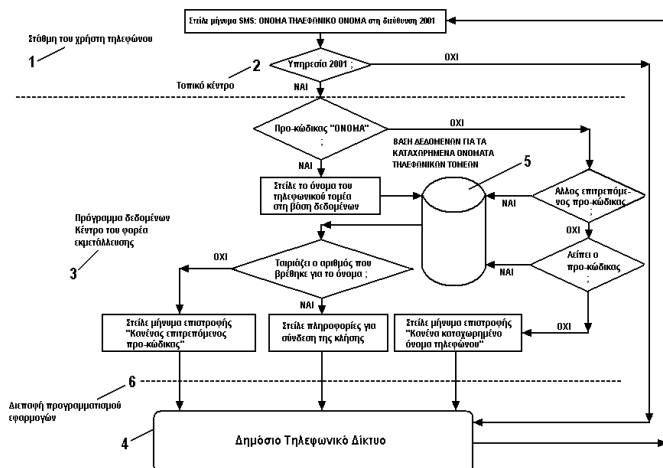 Στείλε μήνυμα SMS: ΟΝΟΜΑ ΤΗΛΕΦΩΝΙΚΟ ΟΝΟΜΑ στη διεύθυνση 2001
Στάθμη του χρήστη τηλεφώνου
1
ΟΧΙ
2
Υπηρεσία 2001 ;
Τοπικό κέντρο
ΝΑΙ
Προ-κώδικας "ΟΝΟΜΑ"
;
ΟΧΙ
ΒΑΣΗ ΔΕΔΟΜΕΝΩΝ ΓΙΑ ΤΑ
ΚΑΤΑΧΩΡΗΜΕΝΑ ΟΝΟΜΑΤΑ
ΤΗΛΕΦΩΝΙΚΩΝ ΤΟΜΕΩΝ
5
ΝΑΙ
Στείλε το όνομα του
τηλεφωνικού τομέα
στη βάση δεδομένων
Αλλος επιτρεπόμε-
νος προ-κώδικας
;
ΝΑΙ
ΟΧΙ
Πρόγραμμα δεδομένων
Κέντρο του φορέα
εκμετάλλευσης
3
ΟΧΙ
Ταιριάζει ο αριθμός που
βρέθηκε για το όνομα ;
Λείπει ο
προ-κώδικας
;
ΝΑΙ
ΝΑΙ
ΟΧΙ
Στείλε μήνυμα επιστροφής
"Κανένας επιτρεπόμενος
προ-κώδικας"
Στείλε πληροφορίες για
σύνδεση της κλήσης
Στείλε μήνυμα επιστροφής
"Κανένα καταχωρημένο
όνομα τηλεφώνου"
6
Διεπαφή προγραμματισμού
εφαρμογών
4
Δημόσιο Τηλεφωνικό Δίκτυο